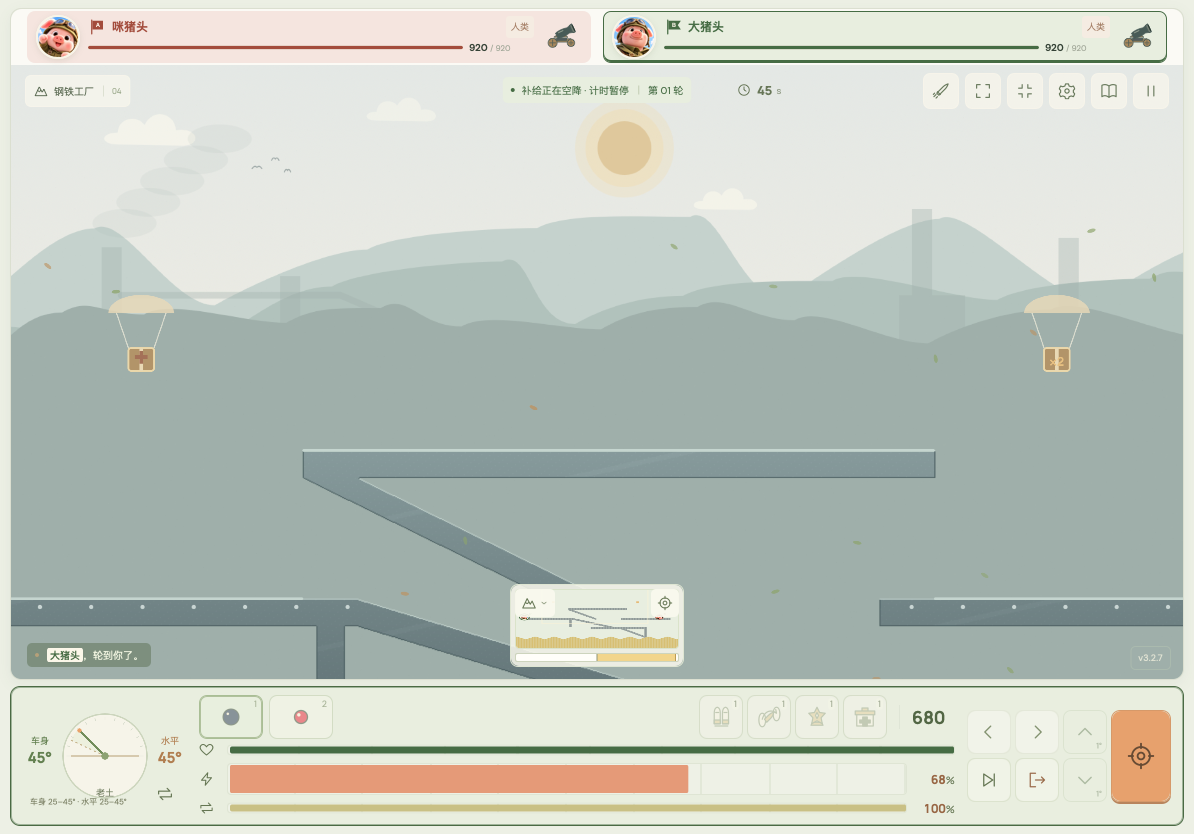 咪猪头
人类
920 / 920
大猪头
人类
920 / 920
钢铁工厂 04
补给正在空降 · 计时暂停 第 01 轮
45 s
×2
大猪头，轮到你了。
v3.2.7
车身
45°
水平
45°
老土
车身 25–45° · 水平 25–45°
1
2
1
1
1
1
680
68%
100%
1°
1°